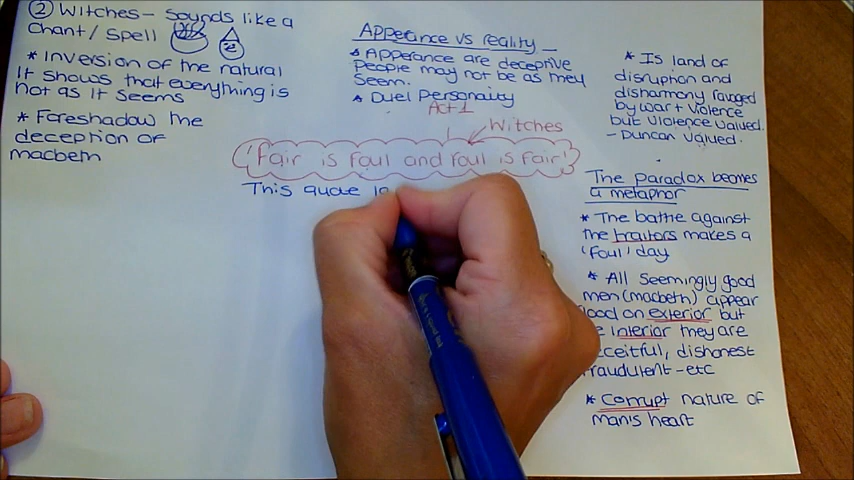 ② Witches - Sounds like a
chant / spell
* Inversion of the natural
It shows that everything is
not as it seems
* Foreshadow the
deception of
macbeth
Apperance vs reality -
* Apperance are deceptive
People may not be as they
seem.
* Duel Personality
Act 1
Witches
'Fair is foul and foul is fair'
This quote is
* Is land of
disruption and
disharmony ravaged
by war + violence
but violence valued.
- Duncan valued.
The paradox becomes
a metaphor
* The battle against
the traitors makes a
'foul' day
* All seemingly good
men (macbeth) appear
good on exterior but
interior they are
deceitful, dishonest
fraudulent - etc
* Corrupt nature of
man's heart